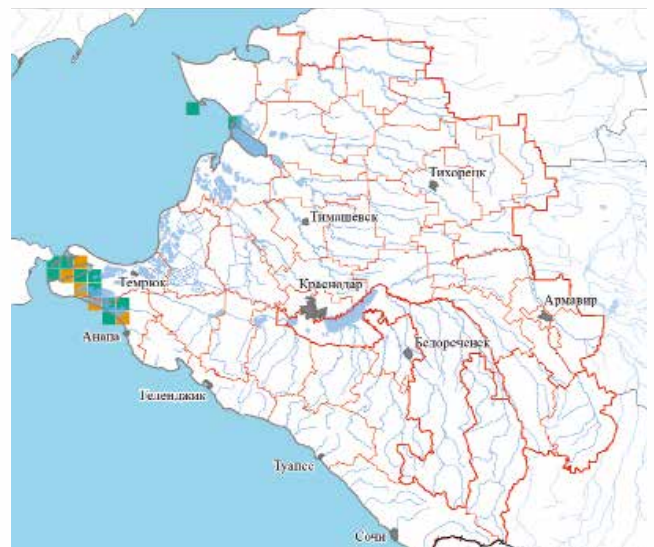 Тихорецк
Тимашевск
Темрюк
Краснодар
Армавир
Анапа
Белореченск
Геленджик
Туапсе
Сочи